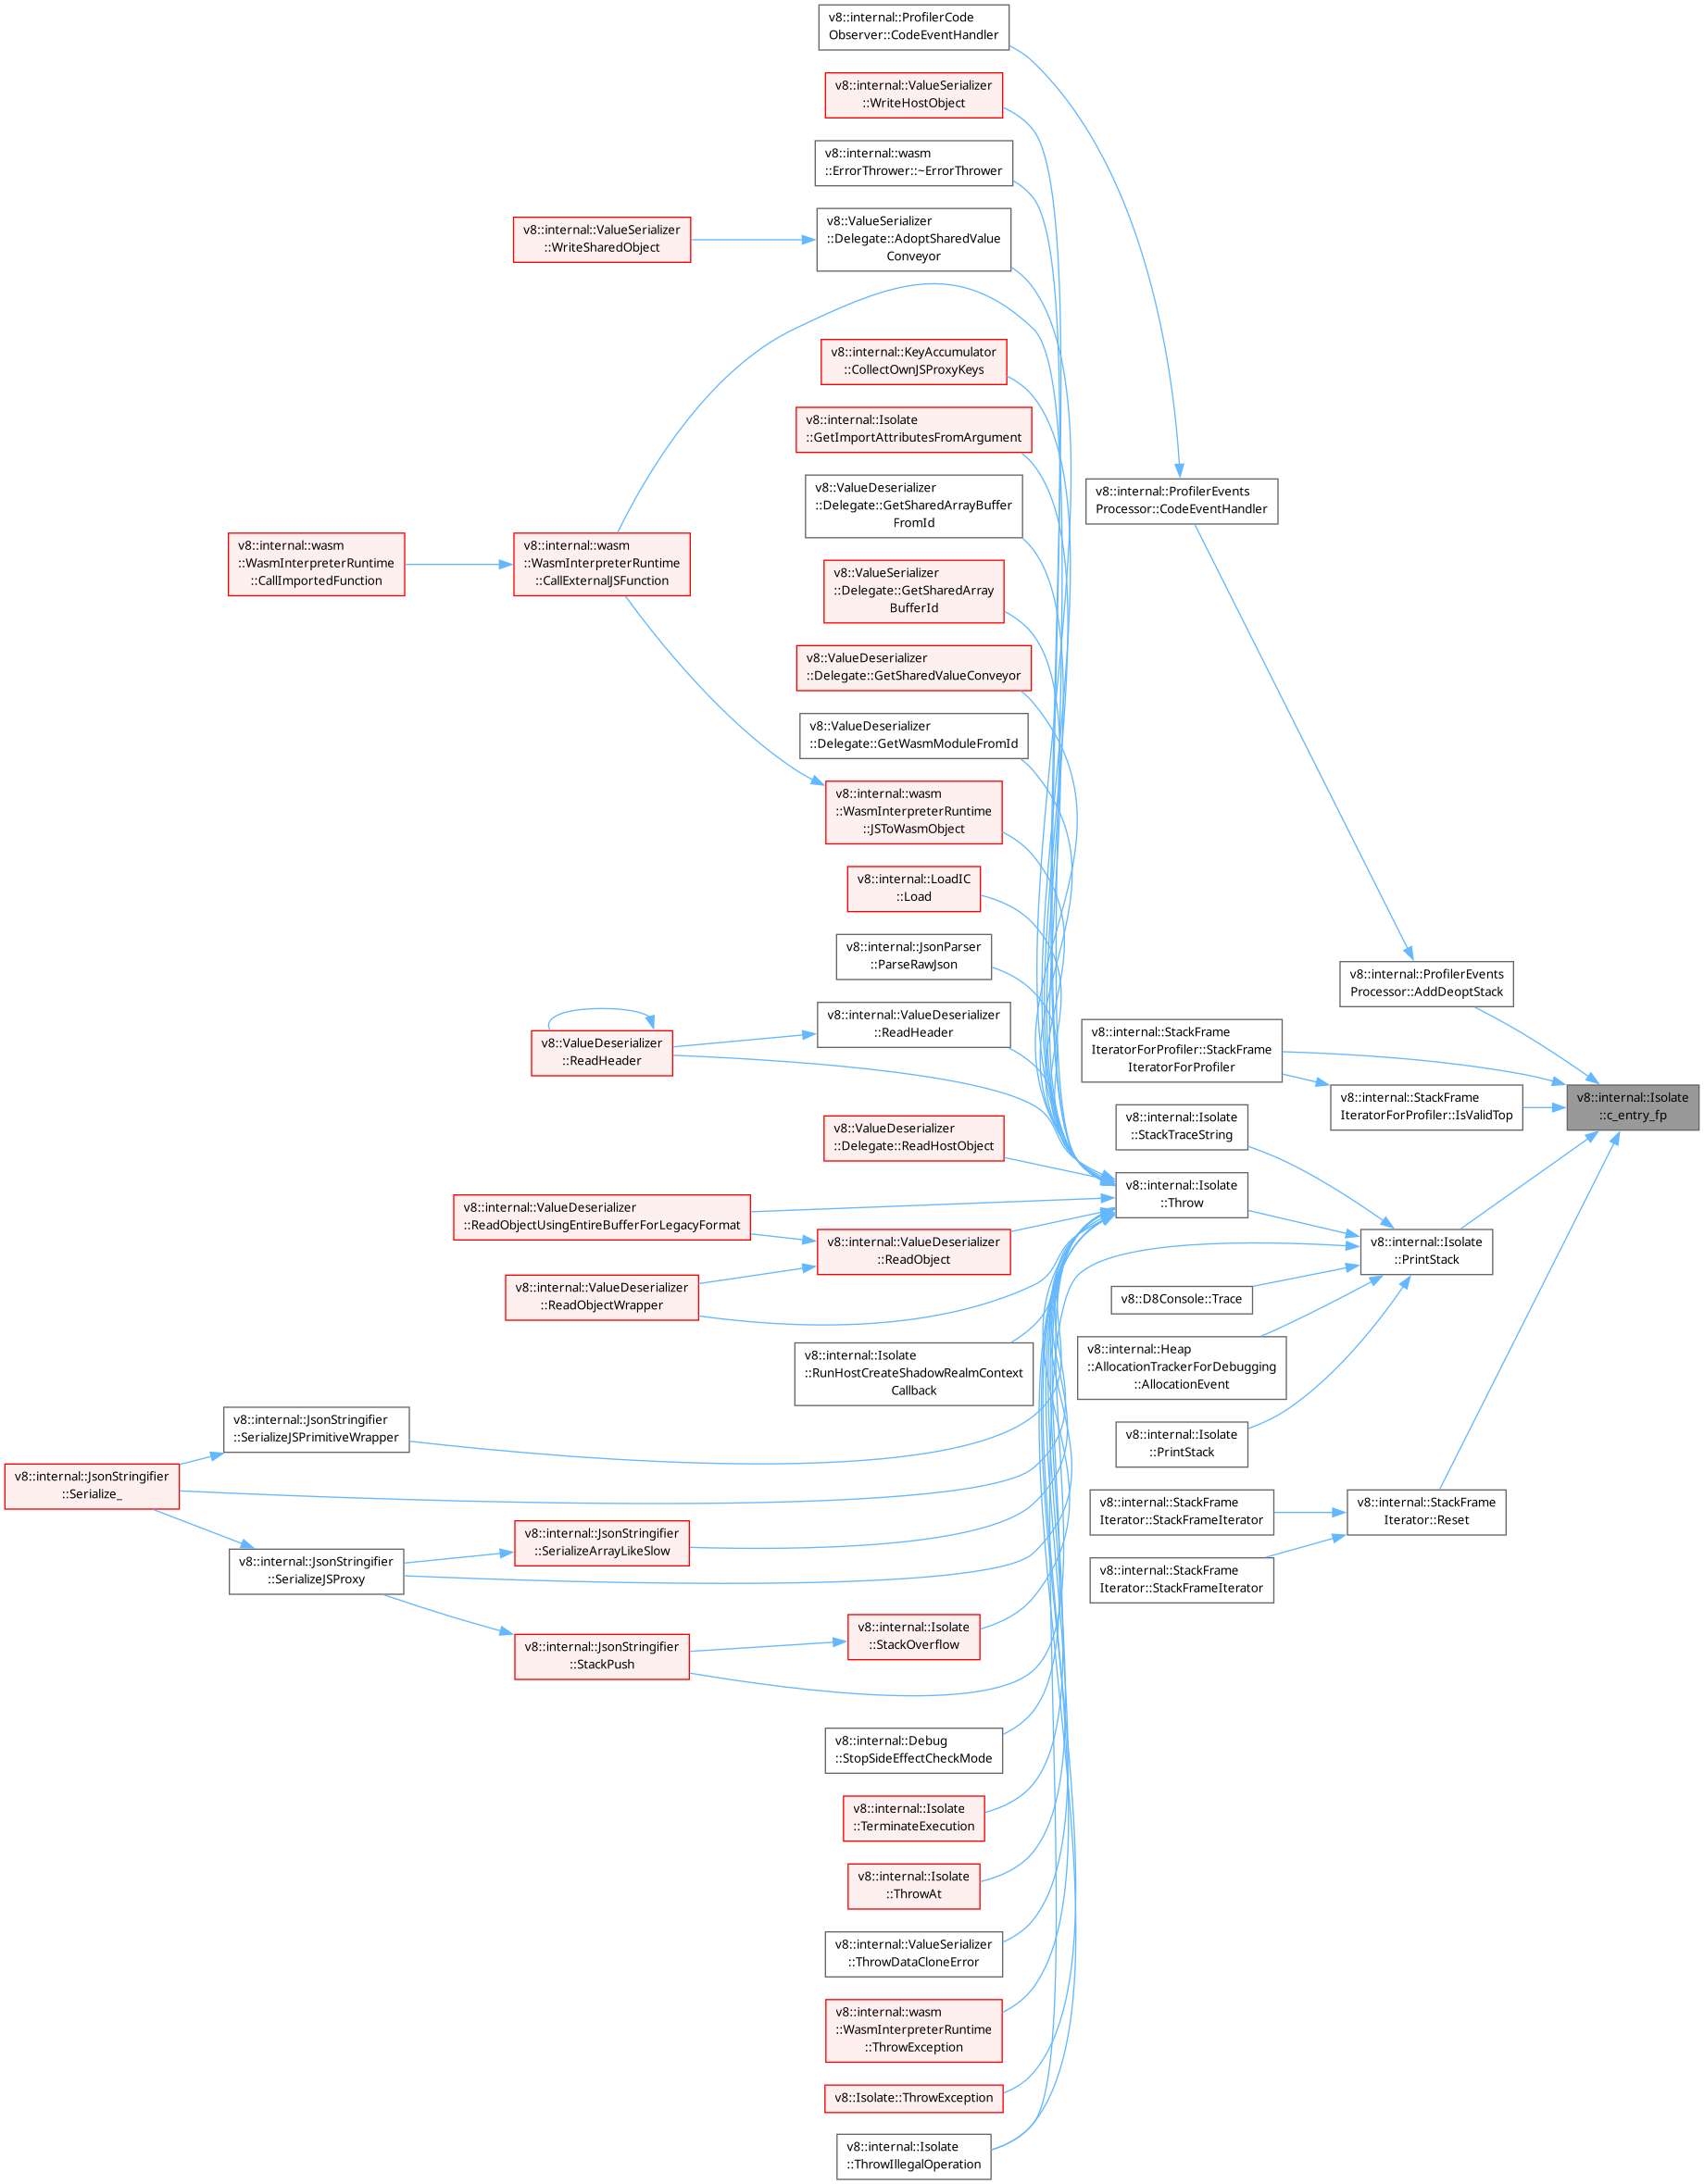 v8::internal::ProfilerCode
Observer::CodeEventHandler
v8::internal::ValueSerializer
::WriteHostObject
v8::internal::wasm
::ErrorThrower::~ErrorThrower
v8::ValueSerializer
::Delegate::AdoptSharedValue
Conveyor
v8::internal::ValueSerializer
::WriteSharedObject
v8::internal::KeyAccumulator
::CollectOwnJSProxyKeys
v8::internal::Isolate
::GetImportAttributesFromArgument
v8::ValueDeserializer
::Delegate::GetSharedArrayBuffer
FromId
v8::internal::ProfilerEvents
Processor::CodeEventHandler
v8::internal::wasm
::WasmInterpreterRuntime
::CallImportedFunction
v8::internal::wasm
::WasmInterpreterRuntime
::CallExternalJSFunction
v8::ValueSerializer
::Delegate::GetSharedArray
BufferId
v8::ValueDeserializer
::Delegate::GetSharedValueConveyor
v8::ValueDeserializer
::Delegate::GetWasmModuleFromId
v8::internal::wasm
::WasmInterpreterRuntime
::JSToWasmObject
v8::internal::LoadIC
::Load
v8::internal::JsonParser
::ParseRawJson
v8::internal::ProfilerEvents
Processor::AddDeoptStack
v8::internal::ValueDeserializer
::ReadHeader
v8::ValueDeserializer
::ReadHeader
v8::internal::StackFrame
IteratorForProfiler::StackFrame
IteratorForProfiler
v8::internal::StackFrame
IteratorForProfiler::IsValidTop
v8::internal::Isolate
::c_entry_fp
v8::ValueDeserializer
::Delegate::ReadHostObject
v8::internal::Isolate
::StackTraceString
v8::internal::Isolate
::Throw
v8::internal::ValueDeserializer
::ReadObjectUsingEntireBufferForLegacyFormat
v8::internal::ValueDeserializer
::ReadObject
v8::internal::Isolate
::PrintStack
v8::internal::ValueDeserializer
::ReadObjectWrapper
v8::D8Console::Trace
v8::internal::Isolate
::RunHostCreateShadowRealmContext
Callback
v8::internal::Heap
::AllocationTrackerForDebugging
::AllocationEvent
v8::internal::JsonStringifier
::SerializeJSPrimitiveWrapper
v8::internal::Isolate
::PrintStack
v8::internal::JsonStringifier
::Serialize_
v8::internal::StackFrame
Iterator::StackFrameIterator
v8::internal::StackFrame
Iterator::Reset
v8::internal::JsonStringifier
::SerializeArrayLikeSlow
v8::internal::JsonStringifier
::SerializeJSProxy
v8::internal::StackFrame
Iterator::StackFrameIterator
v8::internal::Isolate
::StackOverflow
v8::internal::JsonStringifier
::StackPush
v8::internal::Debug
::StopSideEffectCheckMode
v8::internal::Isolate
::TerminateExecution
v8::internal::Isolate
::ThrowAt
v8::internal::ValueSerializer
::ThrowDataCloneError
v8::internal::wasm
::WasmInterpreterRuntime
::ThrowException
v8::Isolate::ThrowException
v8::internal::Isolate
::ThrowIllegalOperation